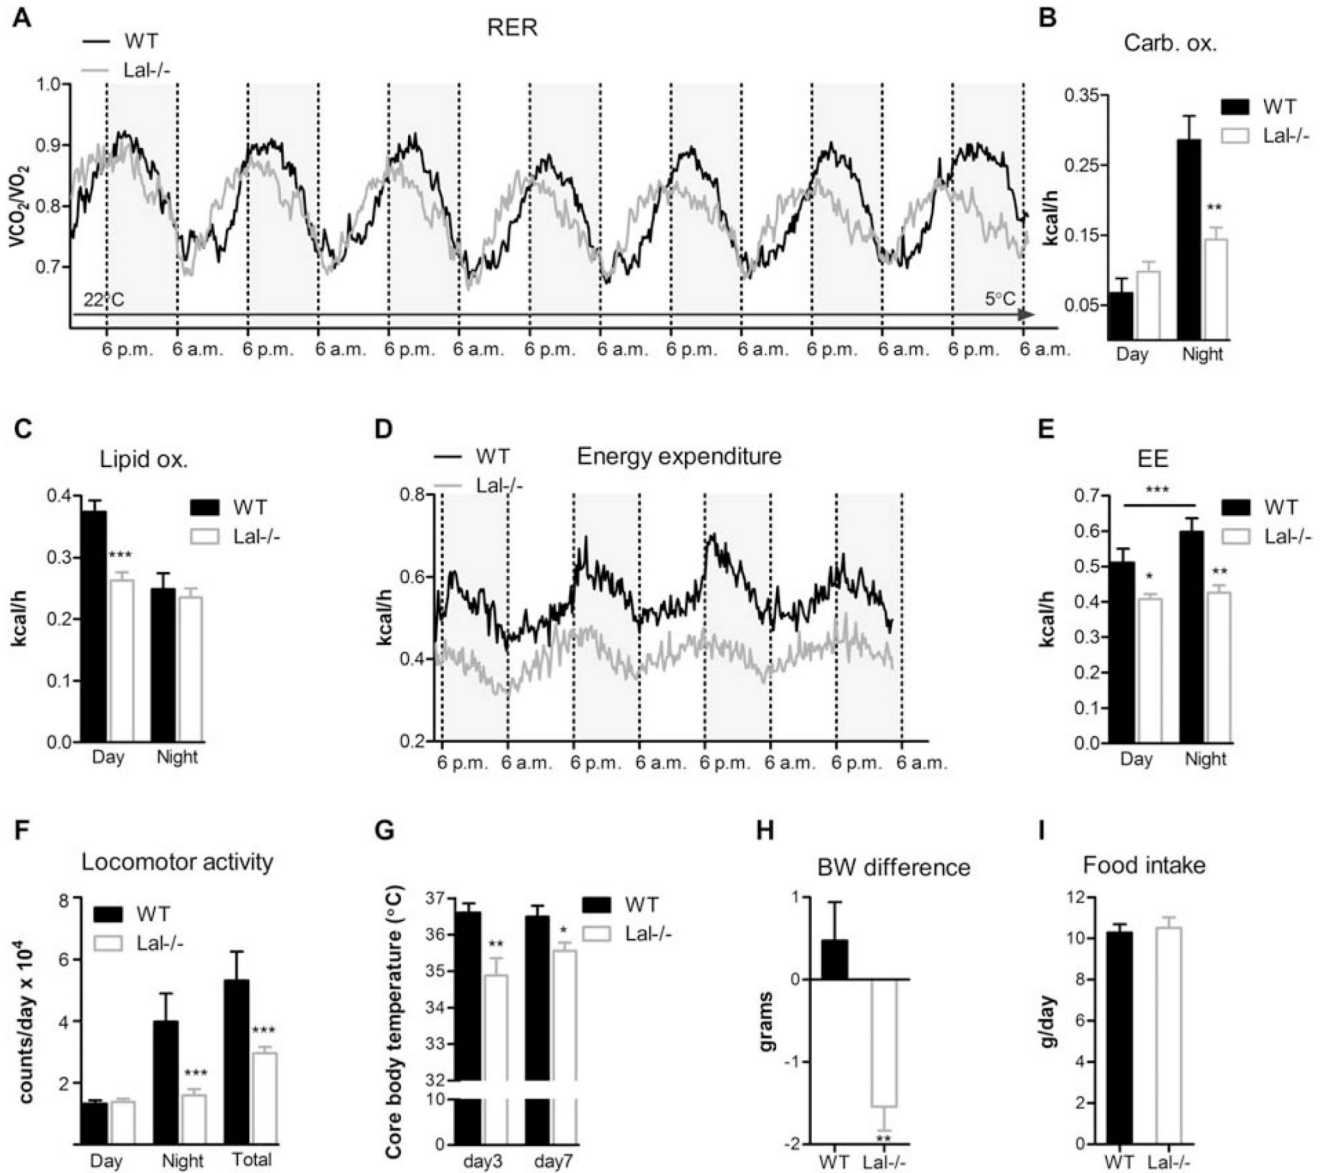 A
RER
WT
Lal-/-
VCO2/VO2
1.0
0.9
0.8
0.7
22°C
5°C
6 p.m. 6 a.m. 6 p.m. 6 a.m. 6 p.m. 6 a.m. 6 p.m. 6 a.m. 6 p.m. 6 a.m. 6 p.m. 6 a.m. 6 p.m. 6 a.m.
B
Carb. ox.
WT
Lal-/-
kcal/h
0.35
0.25
0.15
0.05
**
Day Night
C
Lipid ox.
WT
Lal-/-
kcal/h
0.4
0.3
0.2
0.1
0.0
***
Day Night
D
Energy expenditure
WT
Lal-/-
kcal/h
0.8
0.6
0.4
0.2
6 p.m. 6 a.m. 6 p.m. 6 a.m. 6 p.m. 6 a.m. 6 p.m. 6 a.m.
E
EE
WT
Lal-/-
kcal/h
0.7
0.6
0.5
0.4
0.3
0.2
0.1
0.0
***
* **
Day Night
F
Locomotor activity
WT
Lal-/-
counts/day x 10⁴
8
6
4
2
*** ***
Day Night Total
G
WT
Lal-/-
Core body temperature (°C)
37
36
35
34
33
32
10
0
** *
day3 day7
H
BW difference
grams
1
0
-1
-2
**
WT Lal-/-
I
Food intake
g/day
12
10
8
6
4
2
0
WT Lal-/-